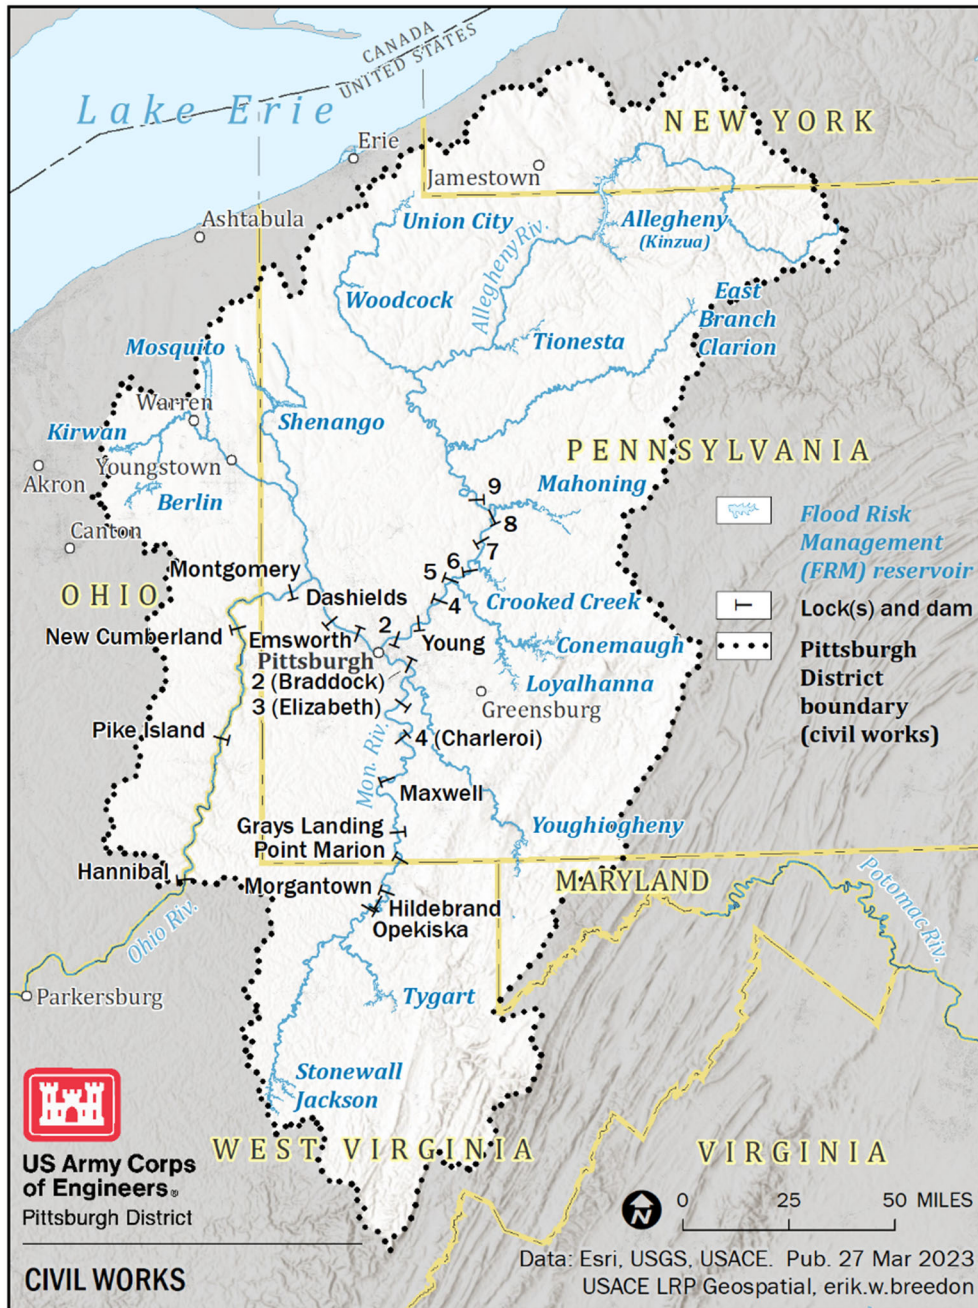 CANADA
UNITED STATES
Lake Erie
NEW YORK
Erie
Jamestown
Ashtabula
Union City
Allegheny Riv.
Allegheny
(Kinzua)
Woodcock
East
Branch
Clarion
Tionesta
Mosquito
Warren
Shenango
Kirwan
PENNSYLVANIA
Youngstown
Akron
Berlin
Mahoning
9
8
Canton
7
6
5
4
Montgomery
OHIO
Dashields
Crooked Creek
New Cumberland
Emsworth
2
Young
Conemaugh
Pittsburgh
2 (Braddock)
Loyalhanna
3 (Elizabeth)
Greensburg
Pike Island
4 (Charleroi)
Mon. Riv.
Maxwell
Grays Landing
Youghiogheny
Point Marion
Hannibal
Morgantown
MARYLAND
Potomac Riv.
Hildebrand
Opekiska
Ohio Riv.
Parkersburg
Tygart
Stonewall
Jackson
WEST VIRGINIA
VIRGINIA
Flood Risk
Management
(FRM) reservoir
Lock(s) and dam
Pittsburgh
District
boundary
(civil works)
US Army Corps
of Engineers®
Pittsburgh District
CIVIL WORKS
N
0 25 50 MILES
Data: Esri, USGS, USACE. Pub. 27 Mar 2023
USACE LRP Geospatial, erik.w.breedon